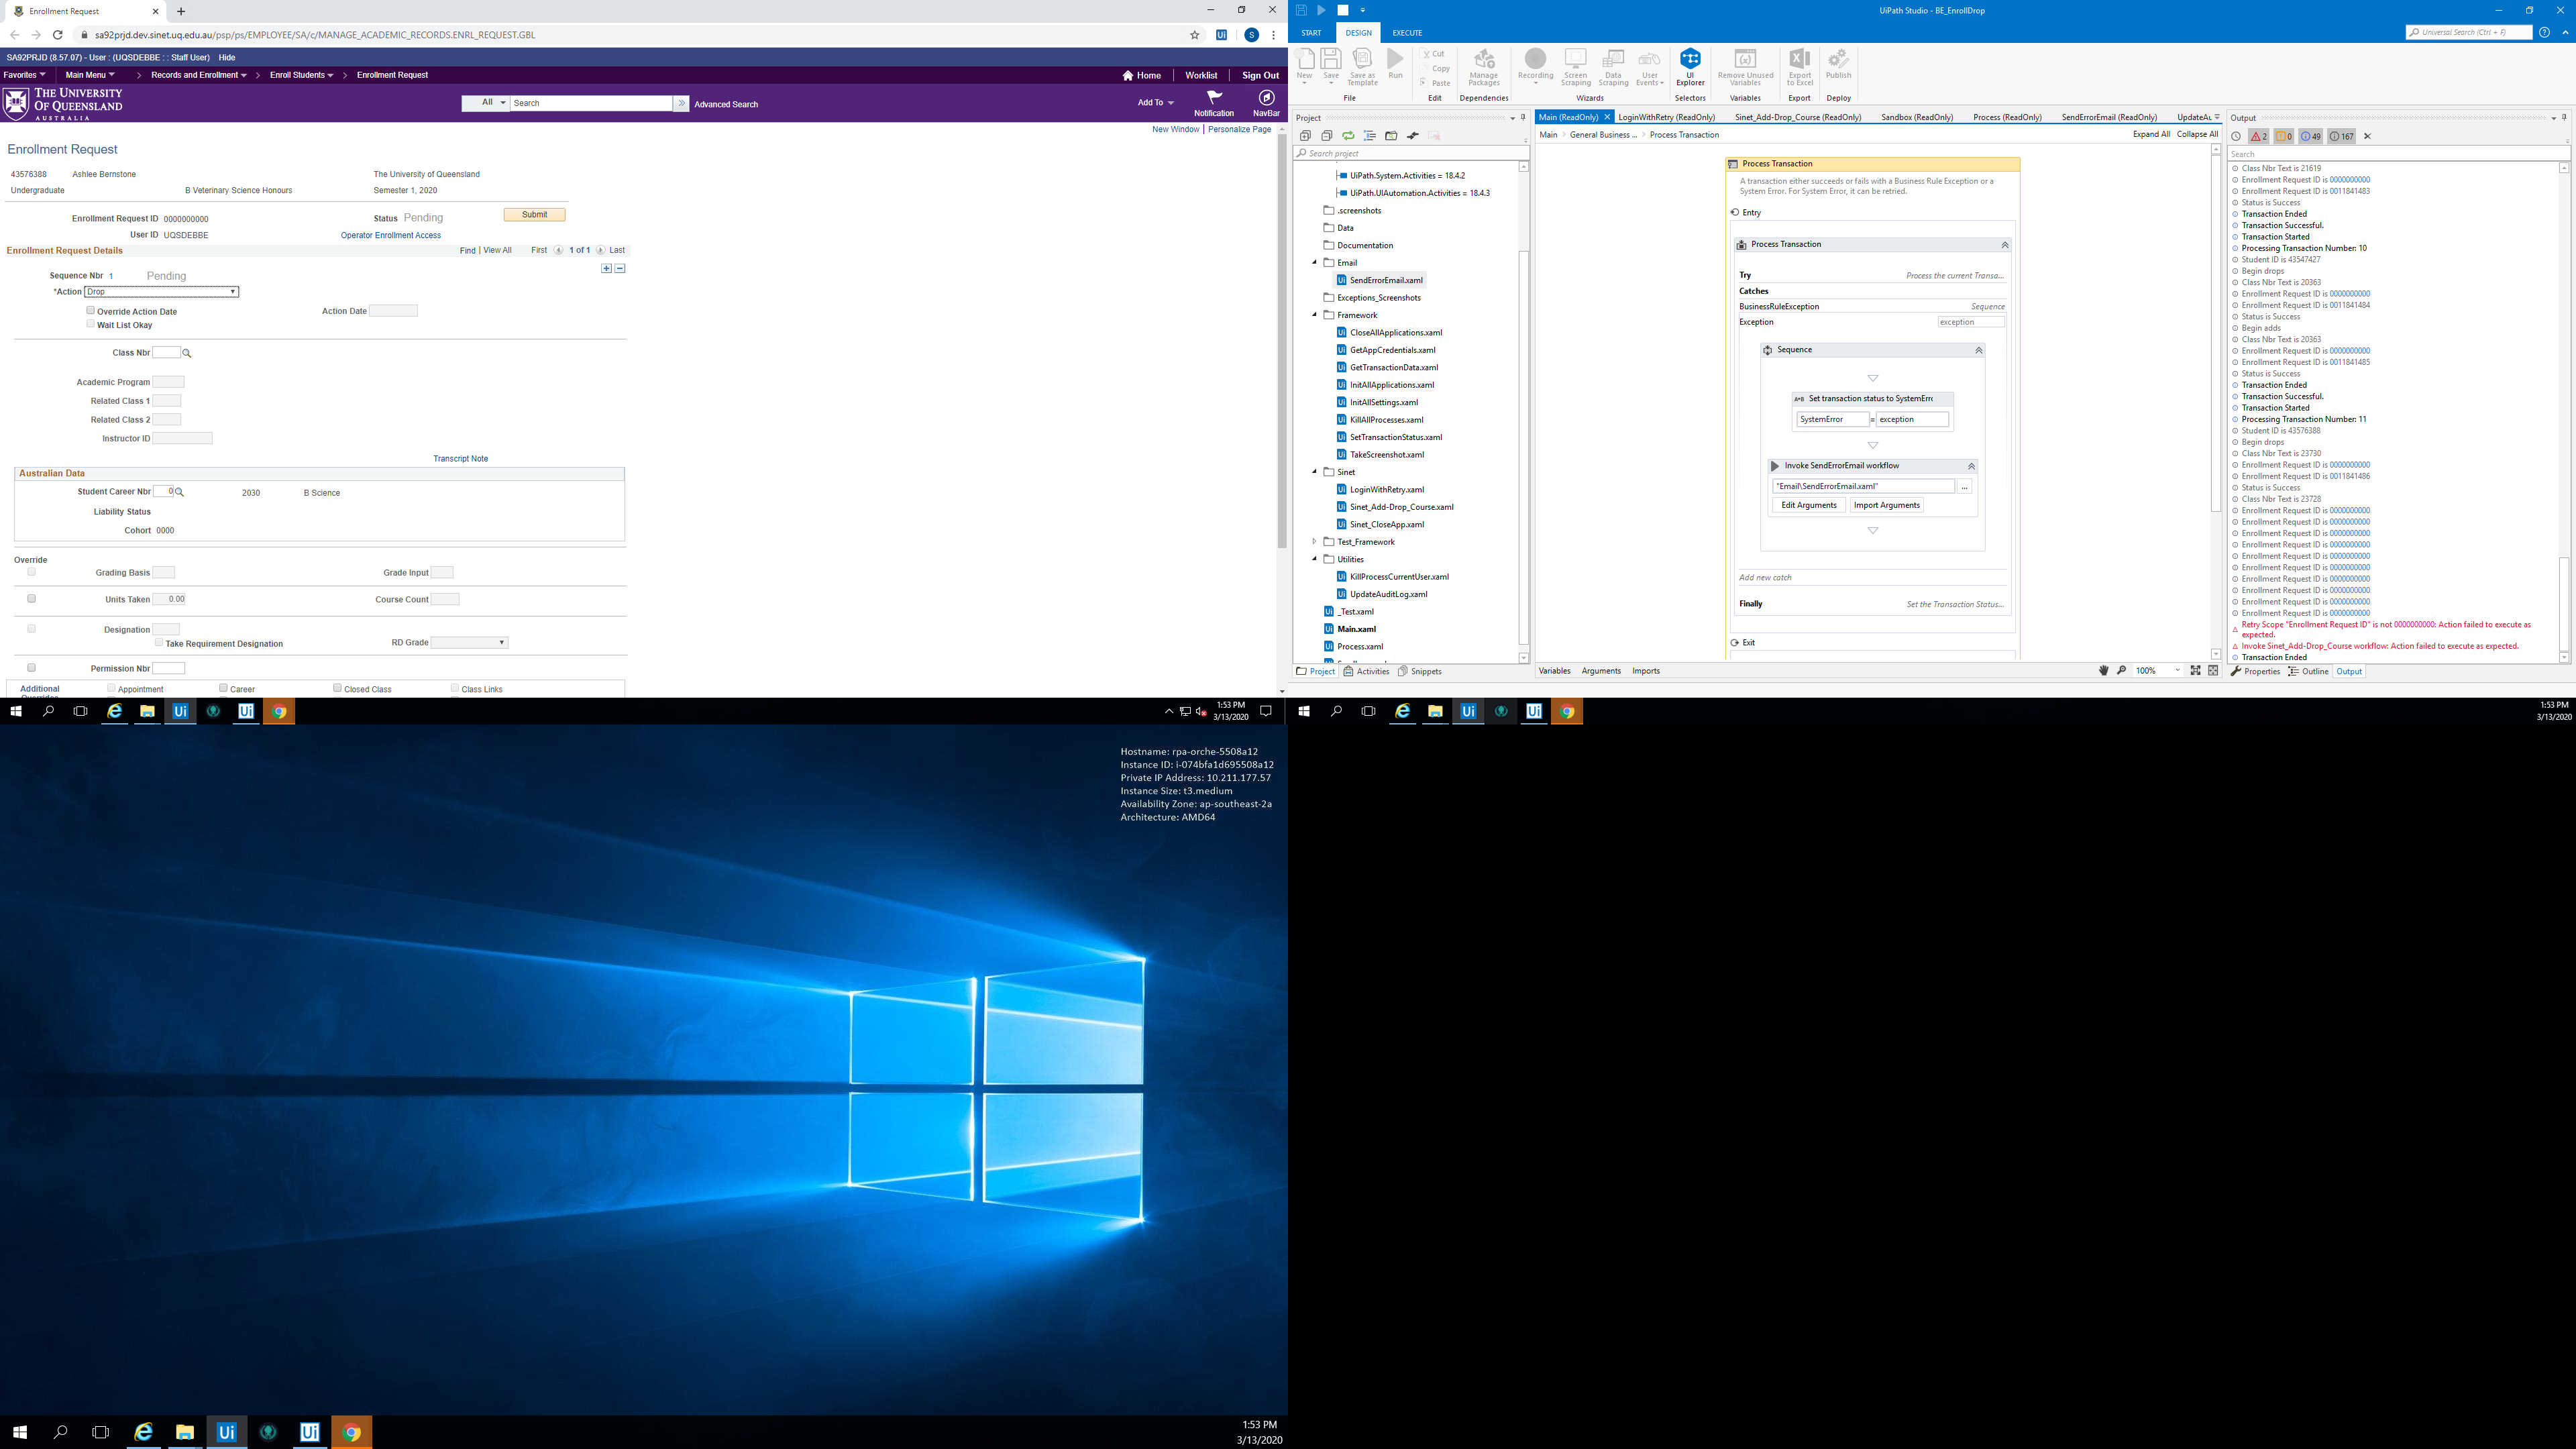 Enrollment Request
sa92prjd.dev.sinet.uq.edu.au/psp/ps/EMPLOYEE/SA/c/MANAGE_ACADEMIC_RECORDS.ENRL_REQUEST.GBL
SA92PRJD (8.57.07) - User : (UQSDEBBE : : Staff User) Hide
Favorites Main Menu Records and Enrollment Enroll Students Enrollment Request Home Worklist Sign Out
THE UNIVERSITY
OF QUEENSLAND
AUSTRALIA
All Search Advanced Search Add To Notification NavBar
New Window | Personalize Page
Enrollment Request
43576388 Ashlee Bernstone The University of Queensland
Undergraduate B Veterinary Science Honours Semester 1, 2020
Enrollment Request ID 0000000000 Status Pending Submit
User ID UQSDEBBE Operator Enrollment Access
Enrollment Request Details Find | View All First 1 of 1 Last
Sequence Nbr 1 Pending
*Action Drop
Override Action Date Action Date
Wait List Okay
Class Nbr
Academic Program
Related Class 1
Related Class 2
Instructor ID
Transcript Note
Australian Data
Student Career Nbr 0 2030 B Science
Liability Status
Cohort 0000
Override
Grading Basis Grade Input
Units Taken 0.00 Course Count
Designation
Take Requirement Designation RD Grade
Permission Nbr
Additional Appointment Career Closed Class Class Links
1:53 PM
3/13/2020
UiPath Studio - BE_EnrollDrop
START DESIGN EXECUTE Universal Search (Ctrl + F)
New Save Save as Template Run Cut Copy Paste Manage Packages Recording Screen Scraping Data Scraping User Events UI Explorer Remove Unused Variables Export to Excel Publish
File Edit Dependencies Wizards Selectors Variables Export Deploy
Project
Search project
UiPath.System.Activities = 18.4.2
UiPath.UIAutomation.Activities = 18.4.3
.screenshots
Data
Documentation
Email
SendErrorEmail.xaml
Exceptions_Screenshots
Framework
CloseAllApplications.xaml
GetAppCredentials.xaml
GetTransactionData.xaml
InitAllApplications.xaml
InitAllSettings.xaml
KillAllProcesses.xaml
SetTransactionStatus.xaml
TakeScreenshot.xaml
Sinet
LoginWithRetry.xaml
Sinet_Add-Drop_Course.xaml
Sinet_CloseApp.xaml
Test_Framework
Utilities
KillProcessCurrentUser.xaml
UpdateAuditLog.xaml
_Test.xaml
Main.xaml
Process.xaml
Project Activities Snippets
Main (ReadOnly) LoginWithRetry (ReadOnly) Sinet_Add-Drop_Course (ReadOnly) Sandbox (ReadOnly) Process (ReadOnly) SendErrorEmail (ReadOnly) UpdateAu
Main > General Business ... > Process Transaction Expand All Collapse All
Process Transaction
A transaction either succeeds or fails with a Business Rule Exception or a
System Error. For System Error, it can be retried.
Entry
Process Transaction
Try Process the current Transa...
Catches
BusinessRuleException Sequence
Exception exception
Sequence
A+B Set transaction status to SystemErrc
SystemError = exception
Invoke SendErrorEmail workflow
"Email\SendErrorEmail.xaml" ...
Edit Arguments Import Arguments
Add new catch
Finally Set the Transaction Status...
Exit
Variables Arguments Imports 100%
Output
2 0 49 167
Search
Class Nbr Text is 21619
Enrollment Request ID is 0000000000
Enrollment Request ID is 0011841483
Status is Success
Transaction Ended
Transaction Successful.
Transaction Started
Processing Transaction Number: 10
Student ID is 43547427
Begin drops
Class Nbr Text is 20363
Enrollment Request ID is 0000000000
Enrollment Request ID is 0011841484
Status is Success
Begin adds
Class Nbr Text is 20363
Enrollment Request ID is 0000000000
Enrollment Request ID is 0011841485
Status is Success
Transaction Ended
Transaction Successful.
Transaction Started
Processing Transaction Number: 11
Student ID is 43576388
Begin drops
Class Nbr Text is 23730
Enrollment Request ID is 0000000000
Enrollment Request ID is 0011841486
Status is Success
Class Nbr Text is 23728
Enrollment Request ID is 0000000000
Enrollment Request ID is 0000000000
Enrollment Request ID is 0000000000
Enrollment Request ID is 0000000000
Enrollment Request ID is 0000000000
Enrollment Request ID is 0000000000
Enrollment Request ID is 0000000000
Enrollment Request ID is 0000000000
Enrollment Request ID is 0000000000
Enrollment Request ID is 0000000000
Retry Scope "Enrollment Request ID" is not 0000000000: Action failed to execute as
expected.
Invoke Sinet_Add-Drop_Course workflow: Action failed to execute as expected.
Transaction Ended
Properties Outline Output
1:53 PM
3/13/2020
Hostname: rpa-orche-5508a12
Instance ID: i-074bfa1d695508a12
Private IP Address: 10.211.177.57
Instance Size: t3.medium
Availability Zone: ap-southeast-2a
Architecture: AMD64
1:53 PM
3/13/2020